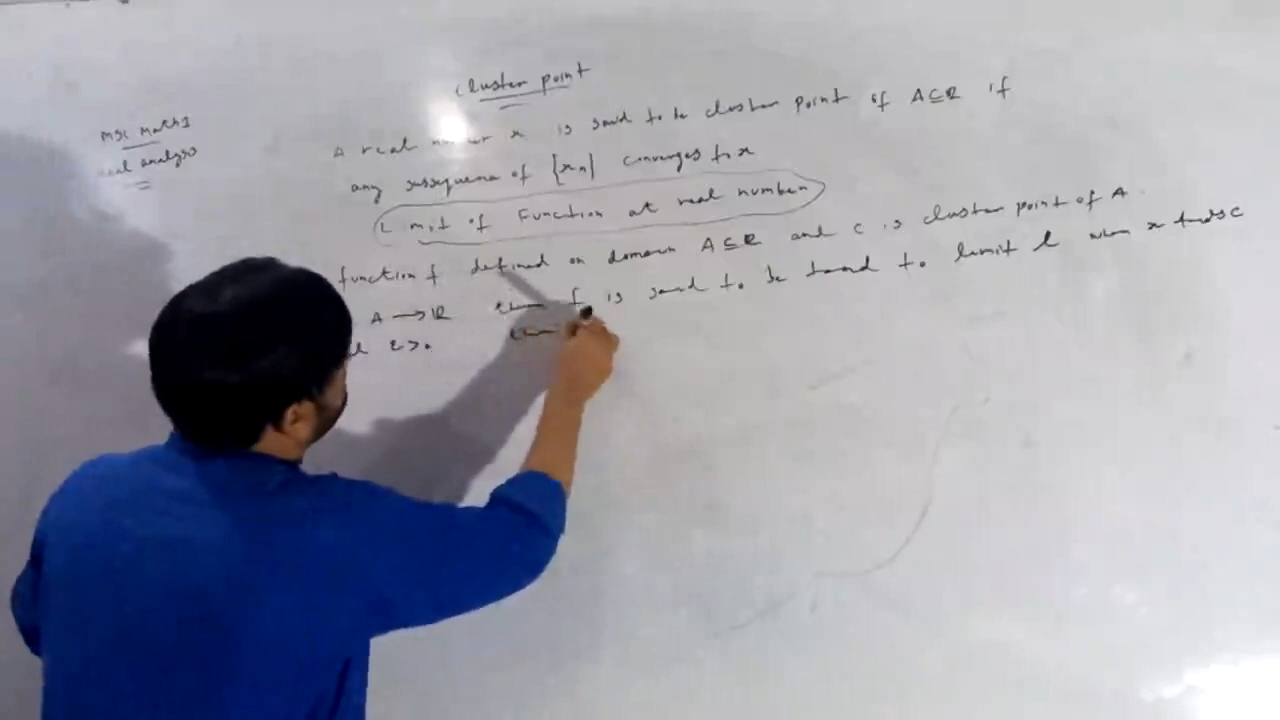 cluster point
Msc Maths
real analysis
A real number x is said to be cluster point of A⊆R if
any subsequence of {xn} converges to x
Limit of Function at real number
function f defined on domain A⊆R and c is cluster point of A.
A → R then f is said to be tend to limit l when x tends c
ε>0 then